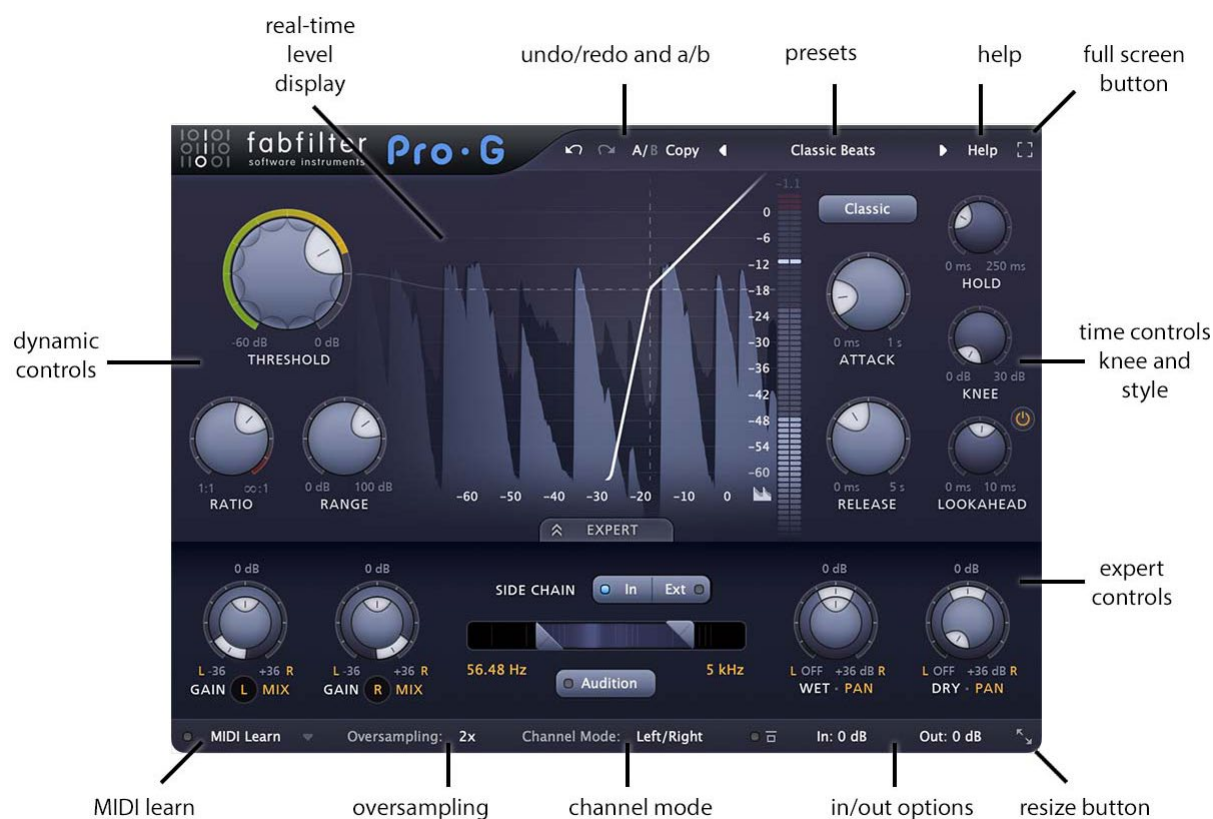 real-time
level
display
undo/redo and a/b
presets
help
full screen
button
fabfilter
software instruments
Pro·G
A/B Copy
Classic Beats
Help
-1.1
0
-6
-12
-18
-24
-30
-36
-42
-48
-54
-60
-60 -50 -40 -30 -20 -10 0
dynamic
controls
-60 dB 0 dB
THRESHOLD
1:1 ∞:1
RATIO
0 dB 100 dB
RANGE
Classic
0 ms 1 s
ATTACK
0 ms 5 s
RELEASE
0 ms 250 ms
HOLD
0 dB 30 dB
KNEE
0 ms 10 ms
LOOKAHEAD
time controls
knee and
style
EXPERT
0 dB
L -36 +36 R
GAIN L MIX
0 dB
L -36 +36 R
GAIN R MIX
SIDE CHAIN In Ext
56.48 Hz 5 kHz
Audition
0 dB
L OFF +36 dB R
WET · PAN
0 dB
L OFF +36 dB R
DRY · PAN
expert
controls
MIDI Learn
Oversampling: 2x
Channel Mode: Left/Right
In: 0 dB
Out: 0 dB
MIDI learn
oversampling
channel mode
in/out options
resize button